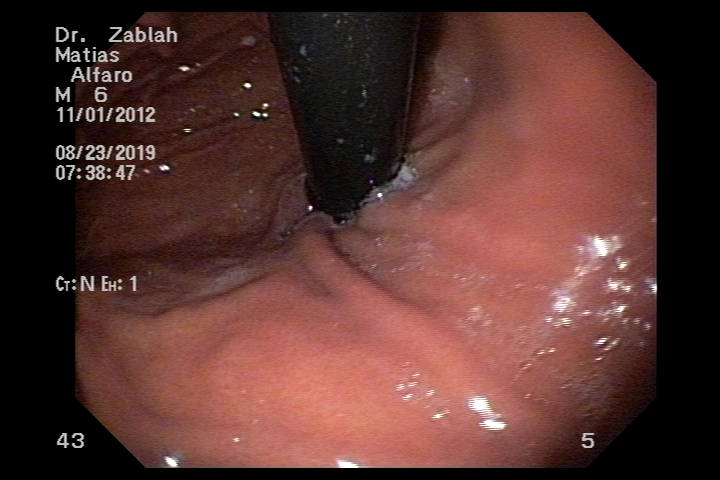 Dr. Zablah
Matias
Alfaro
M 6
11/01/2012
08/23/2019
07:38:47
CT:N EH:1
43
5